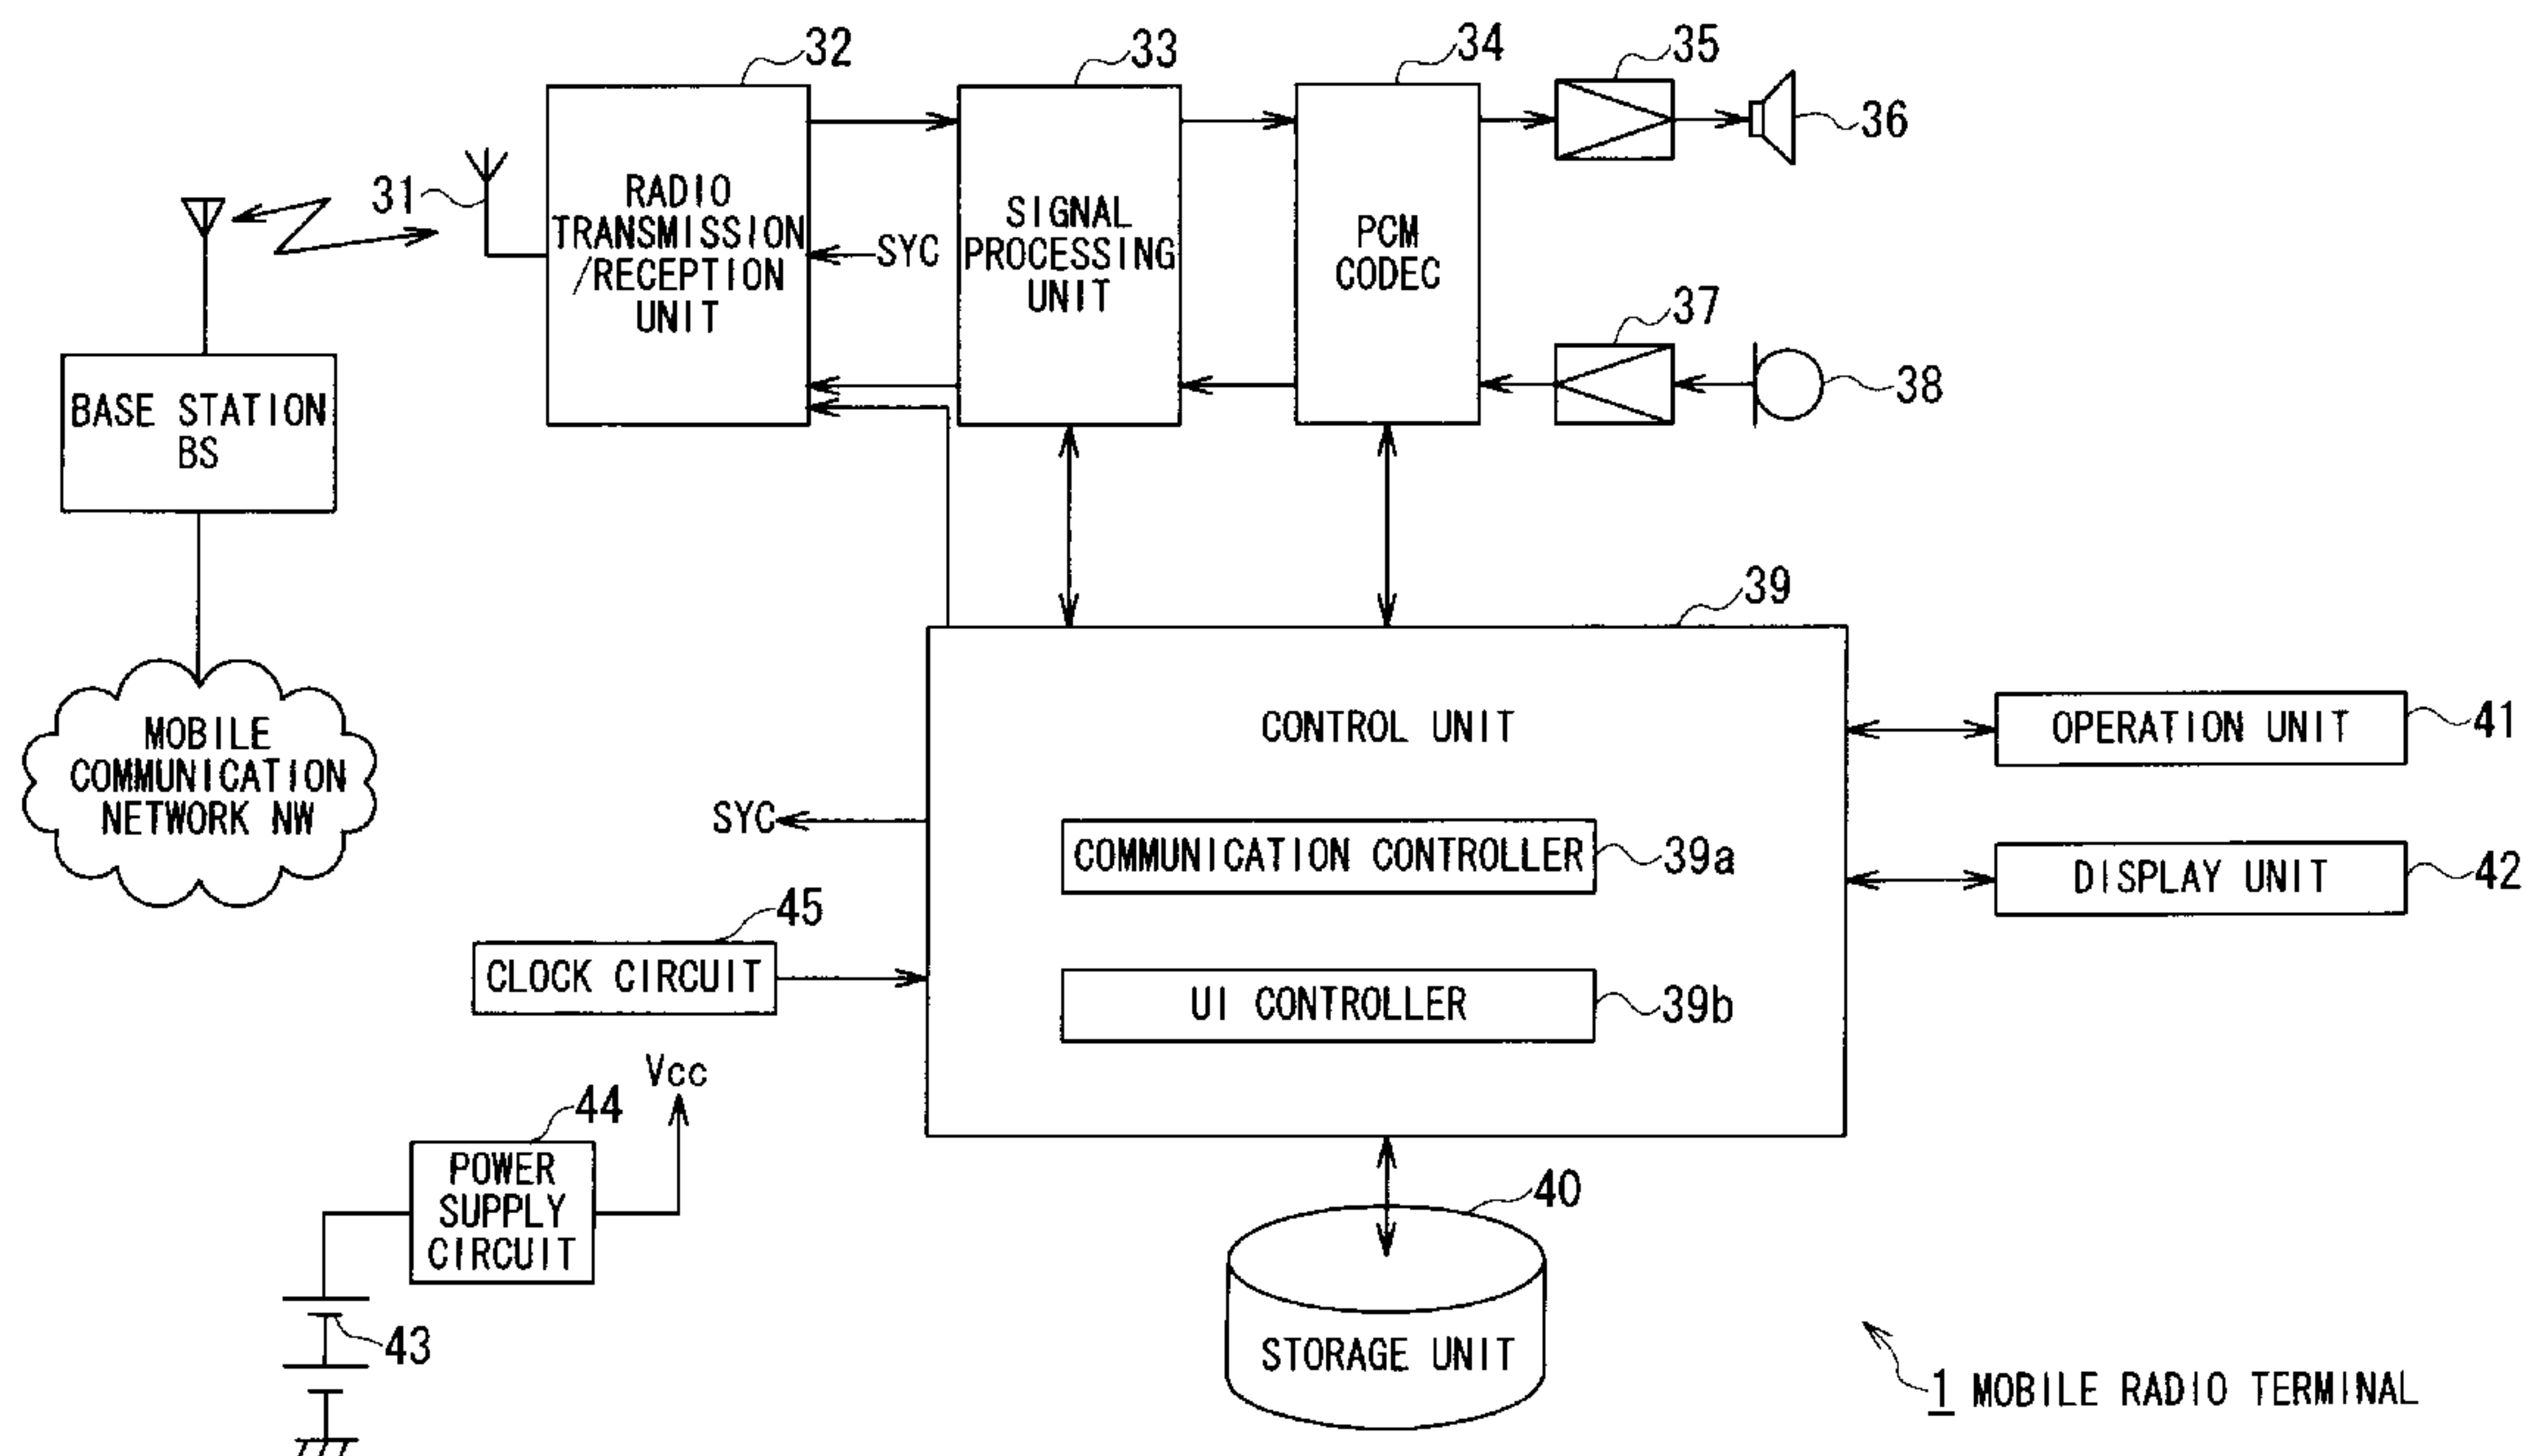 32
33
34
35
36
31
RADIO
TRANSMISSION
/RECEPTION
UNIT
SYC
SIGNAL
PROCESSING
UNIT
PCM
CODEC
37
38
BASE STATION
BS
39
MOBILE
COMMUNICATION
NETWORK NW
CONTROL UNIT
OPERATION UNIT
41
SYC
COMMUNICATION CONTROLLER
39a
DISPLAY UNIT
42
45
CLOCK CIRCUIT
UI CONTROLLER
39b
Vcc
44
POWER
SUPPLY
CIRCUIT
43
40
STORAGE UNIT
1 MOBILE RADIO TERMINAL